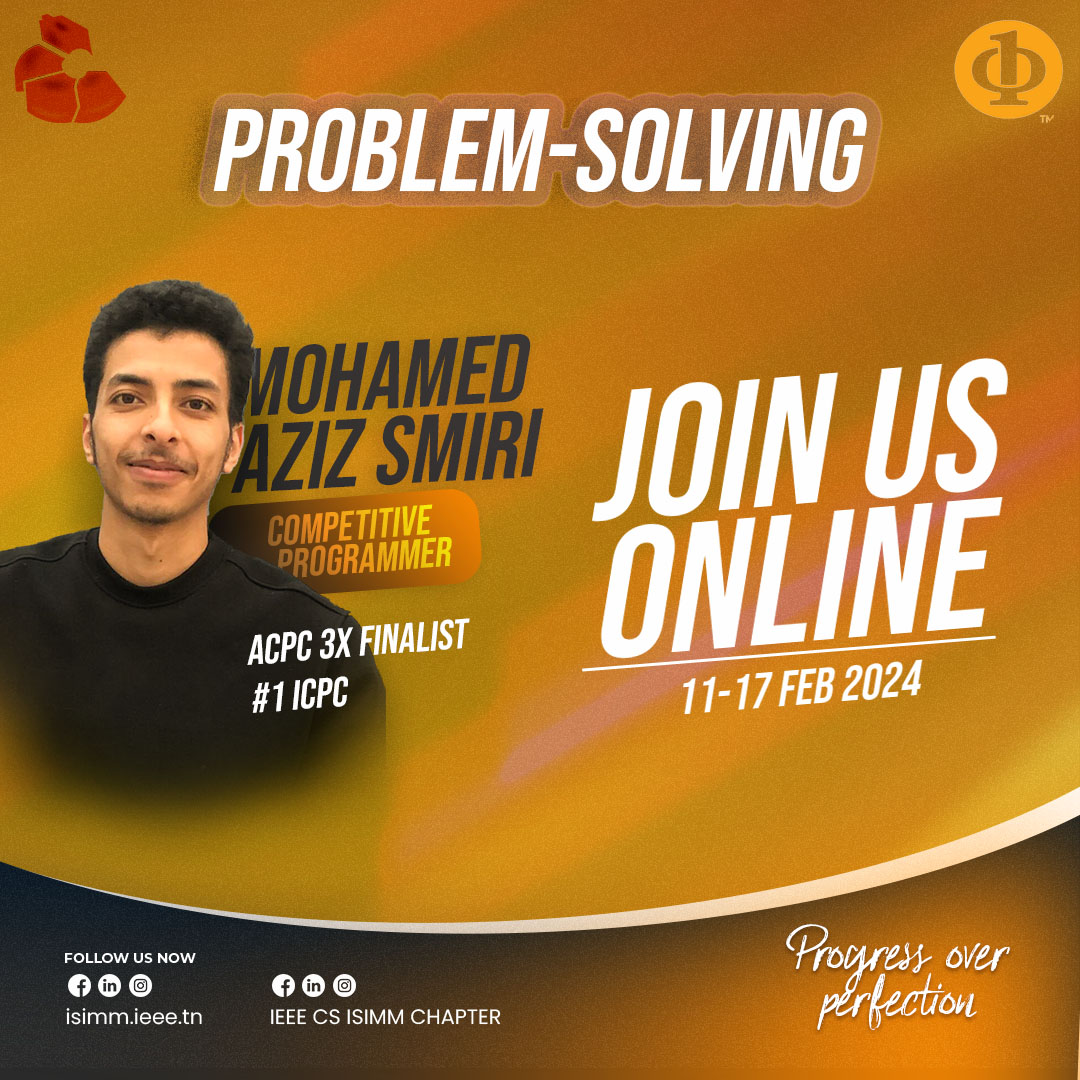 TM
PROBLEM-SOLVING
MOHAMED
AZIZ SMIRI
COMPETITIVE
PROGRAMMER
ACPC 3X FINALIST
#1 ICPC
JOIN US
ONLINE
11-17 FEB 2024
FOLLOW US NOW
isimm.ieee.tn
IEEE CS ISIMM CHAPTER
Progress over
perfection